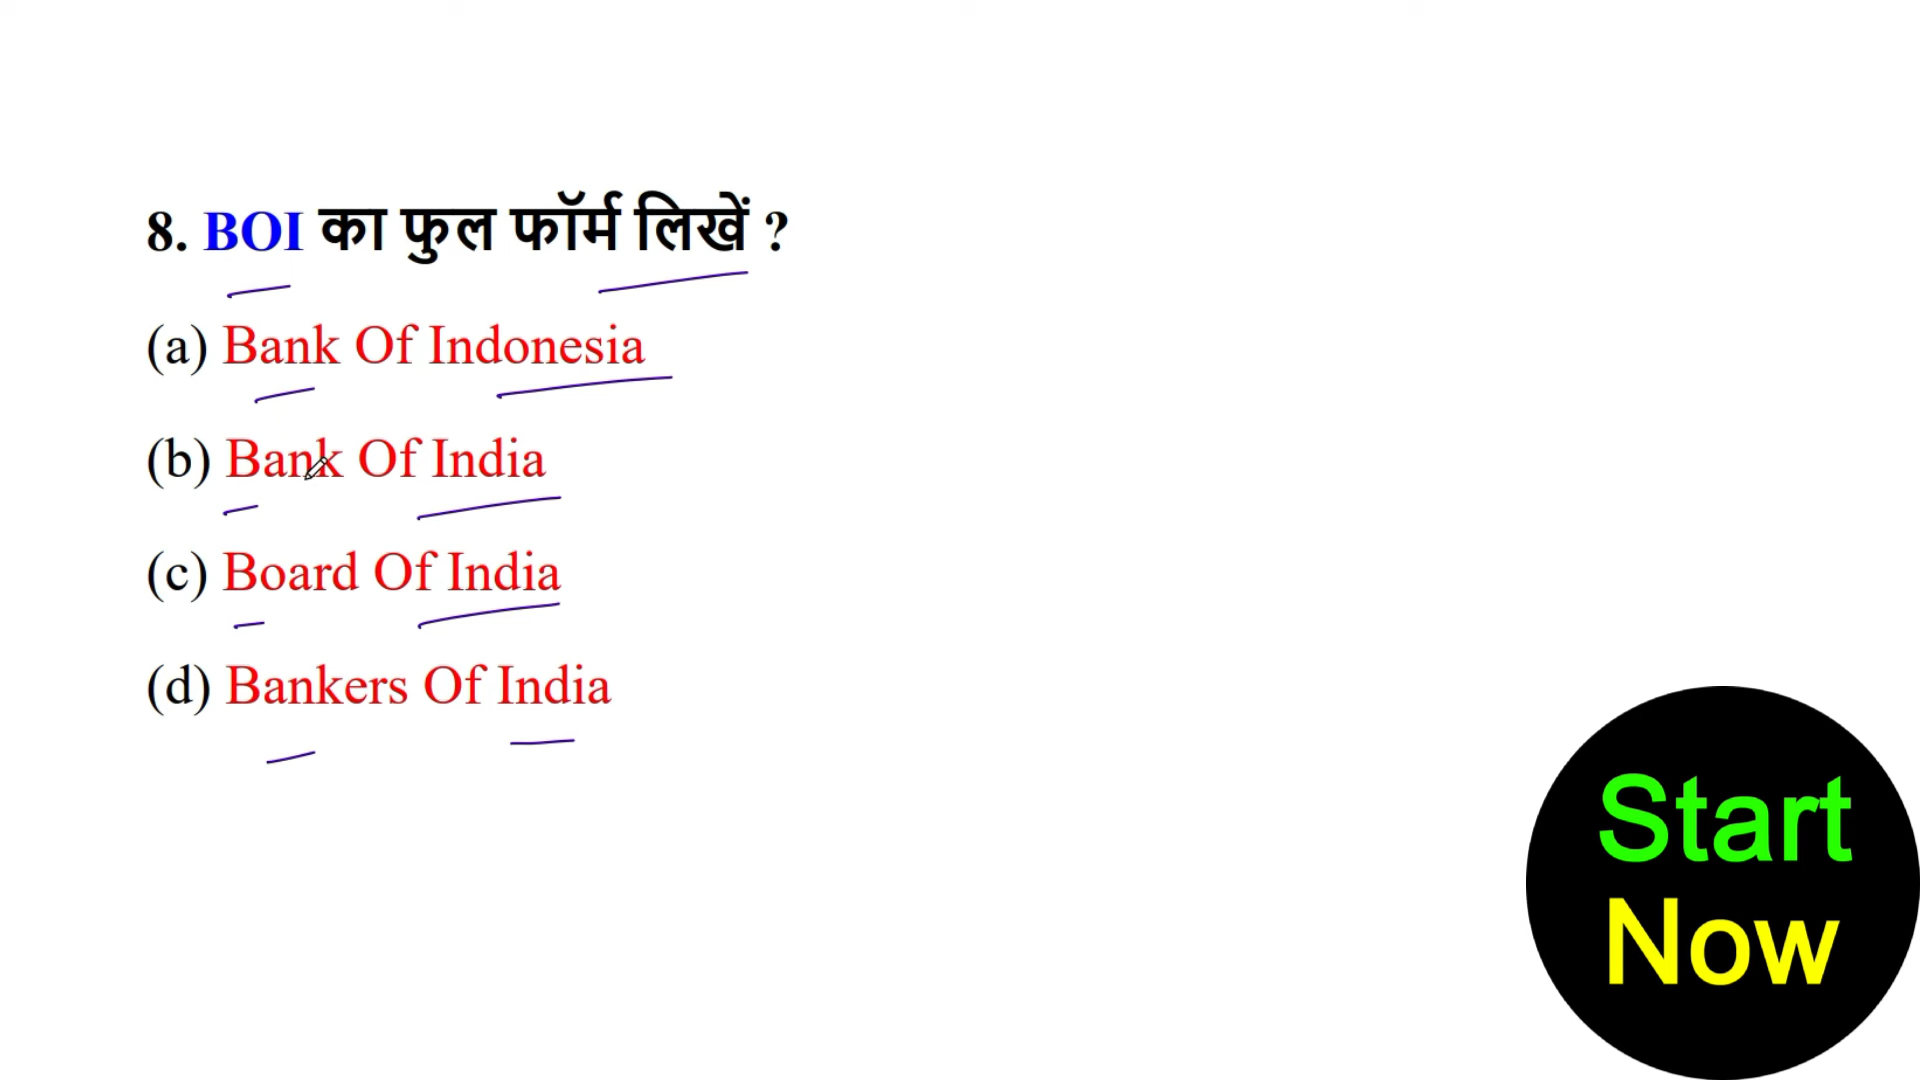 8. BOI का फुल फॉर्म लिखें ?
(a) Bank Of Indonesia
(b) Bank Of India
(c) Board Of India
(d) Bankers Of India
Start
Now